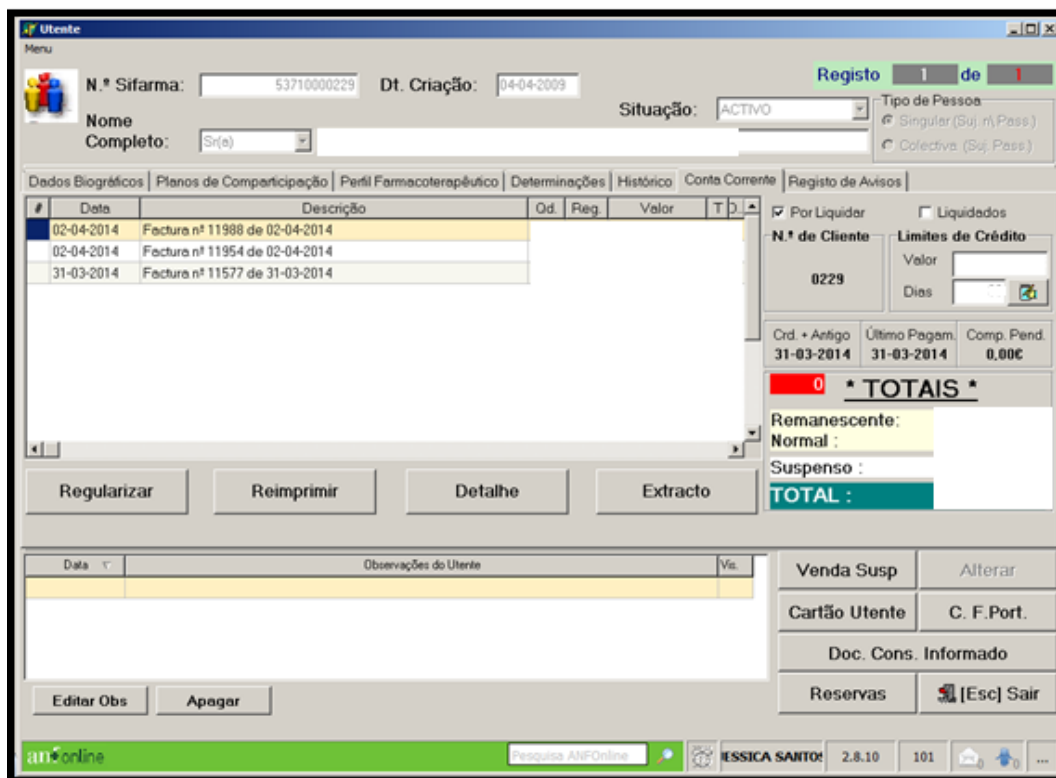 Utente
Menu
N.º Sifarma: 53710000229 Dt. Criação: 04-04-2009
Registo 1 de 1
Situação: ACTIVO
Tipo de Pessoa
Singular (Suj. n\ Pass.)
Colectiva (Suj. Pass.)
Nome
Completo: Sr(a)
Dados Biográficos Planos de Comparticipação Perfil Farmacoterapêutico Determinações Histórico Conta Corrente Registo de Avisos
# Data Descrição Qd. Reg. Valor T D..
02-04-2014 Factura nº 11988 de 02-04-2014
02-04-2014 Factura nº 11954 de 02-04-2014
31-03-2014 Factura nº 11577 de 31-03-2014
Por Liquidar Liquidados
N.º de Cliente
0229
Limites de Crédito
Valor
Dias
Crd. + Antigo Último Pagam. Comp. Pend.
31-03-2014 31-03-2014 0,00€
0 * TOTAIS *
Remanescente:
Normal :
Suspenso :
TOTAL :
Regularizar Reimprimir Detalhe Extracto
Data Observações do Utente Vis.
Venda Susp Alterar
Cartão Utente C. F.Port.
Doc. Cons. Informado
Reservas [Esc] Sair
Editar Obs Apagar
anfonline Pesquisa ANFOnline ESSICA SANTOS 2.8.10 101 0 0 ...